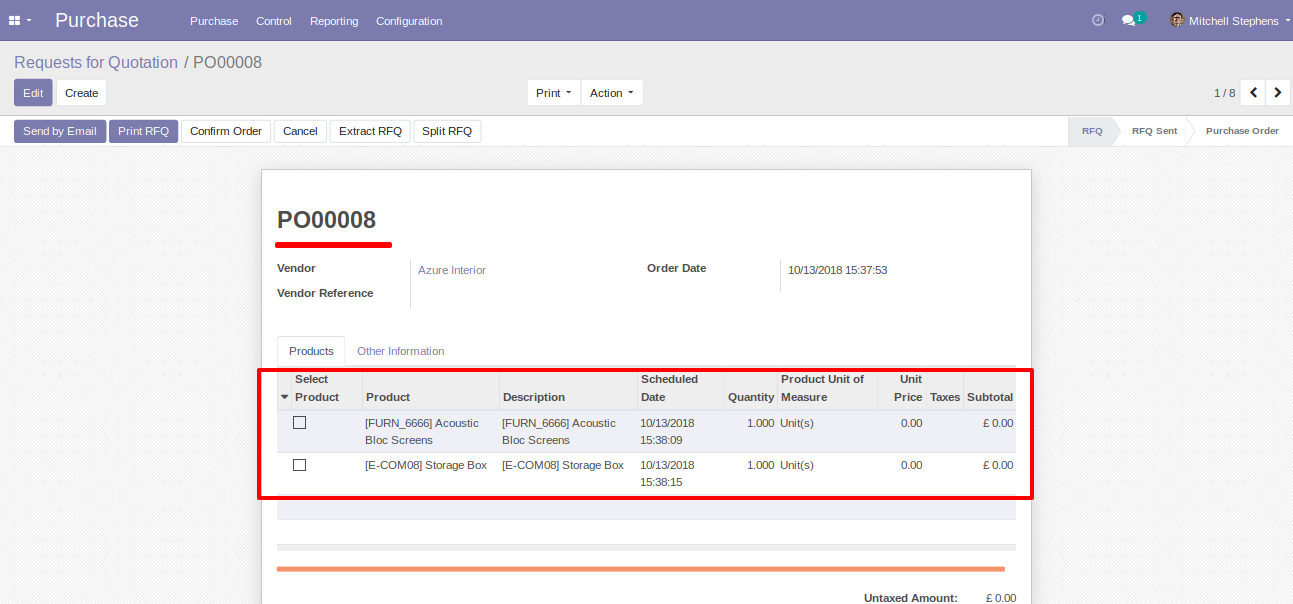 Purchase Purchase Control Reporting Configuration 1 Mitchell Stephens
Requests for Quotation / PO00008
Edit Create Print Action 1 / 8
Send by Email Print RFQ Confirm Order Cancel Extract RFQ Split RFQ RFQ RFQ Sent Purchase Order
PO00008
Vendor Azure Interior Order Date 10/13/2018 15:37:53
Vendor Reference
Products Other Information
Select Scheduled Product Unit of Unit
Product Product Description Date Quantity Measure Price Taxes Subtotal
[FURN_6666] Acoustic [FURN_6666] Acoustic 10/13/2018 1.000 Unit(s) 0.00 £ 0.00
Bloc Screens Bloc Screens 15:38:09
[E-COM08] Storage Box [E-COM08] Storage Box 10/13/2018 1.000 Unit(s) 0.00 £ 0.00
15:38:15
Untaxed Amount: £ 0.00